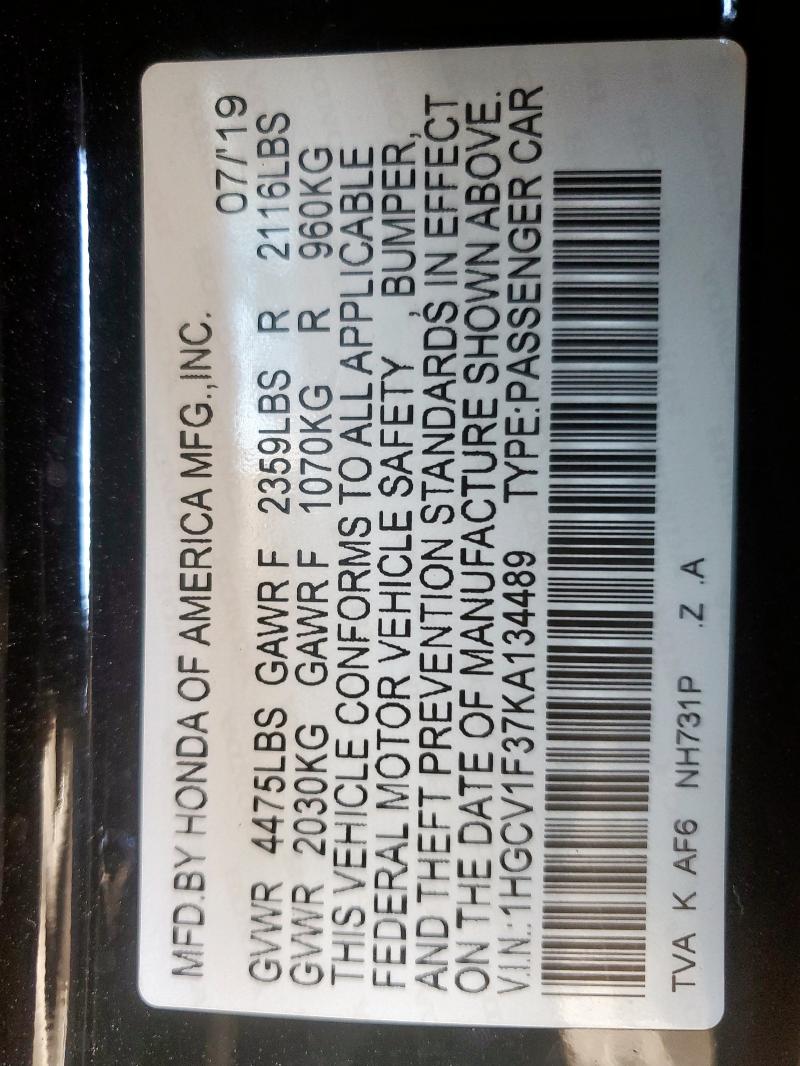 MFD.BY HONDA OF AMERICA MFG.,INC.
07/'19
GVWR 4475LBS GAWR F 2359LBS R 2116LBS
GVWR 2030KG GAWR F 1070KG R 960KG
THIS VEHICLE CONFORMS TO ALL APPLICABLE
FEDERAL MOTOR VEHICLE SAFETY , BUMPER,
AND THEFT PREVENTION STANDARDS IN EFFECT
ON THE DATE OF MANUFACTURE SHOWN ABOVE.
V.I.N.:1HGCV1F37KA134489 TYPE:PASSENGER CAR
TVA K AF6 NH731P .Z .A